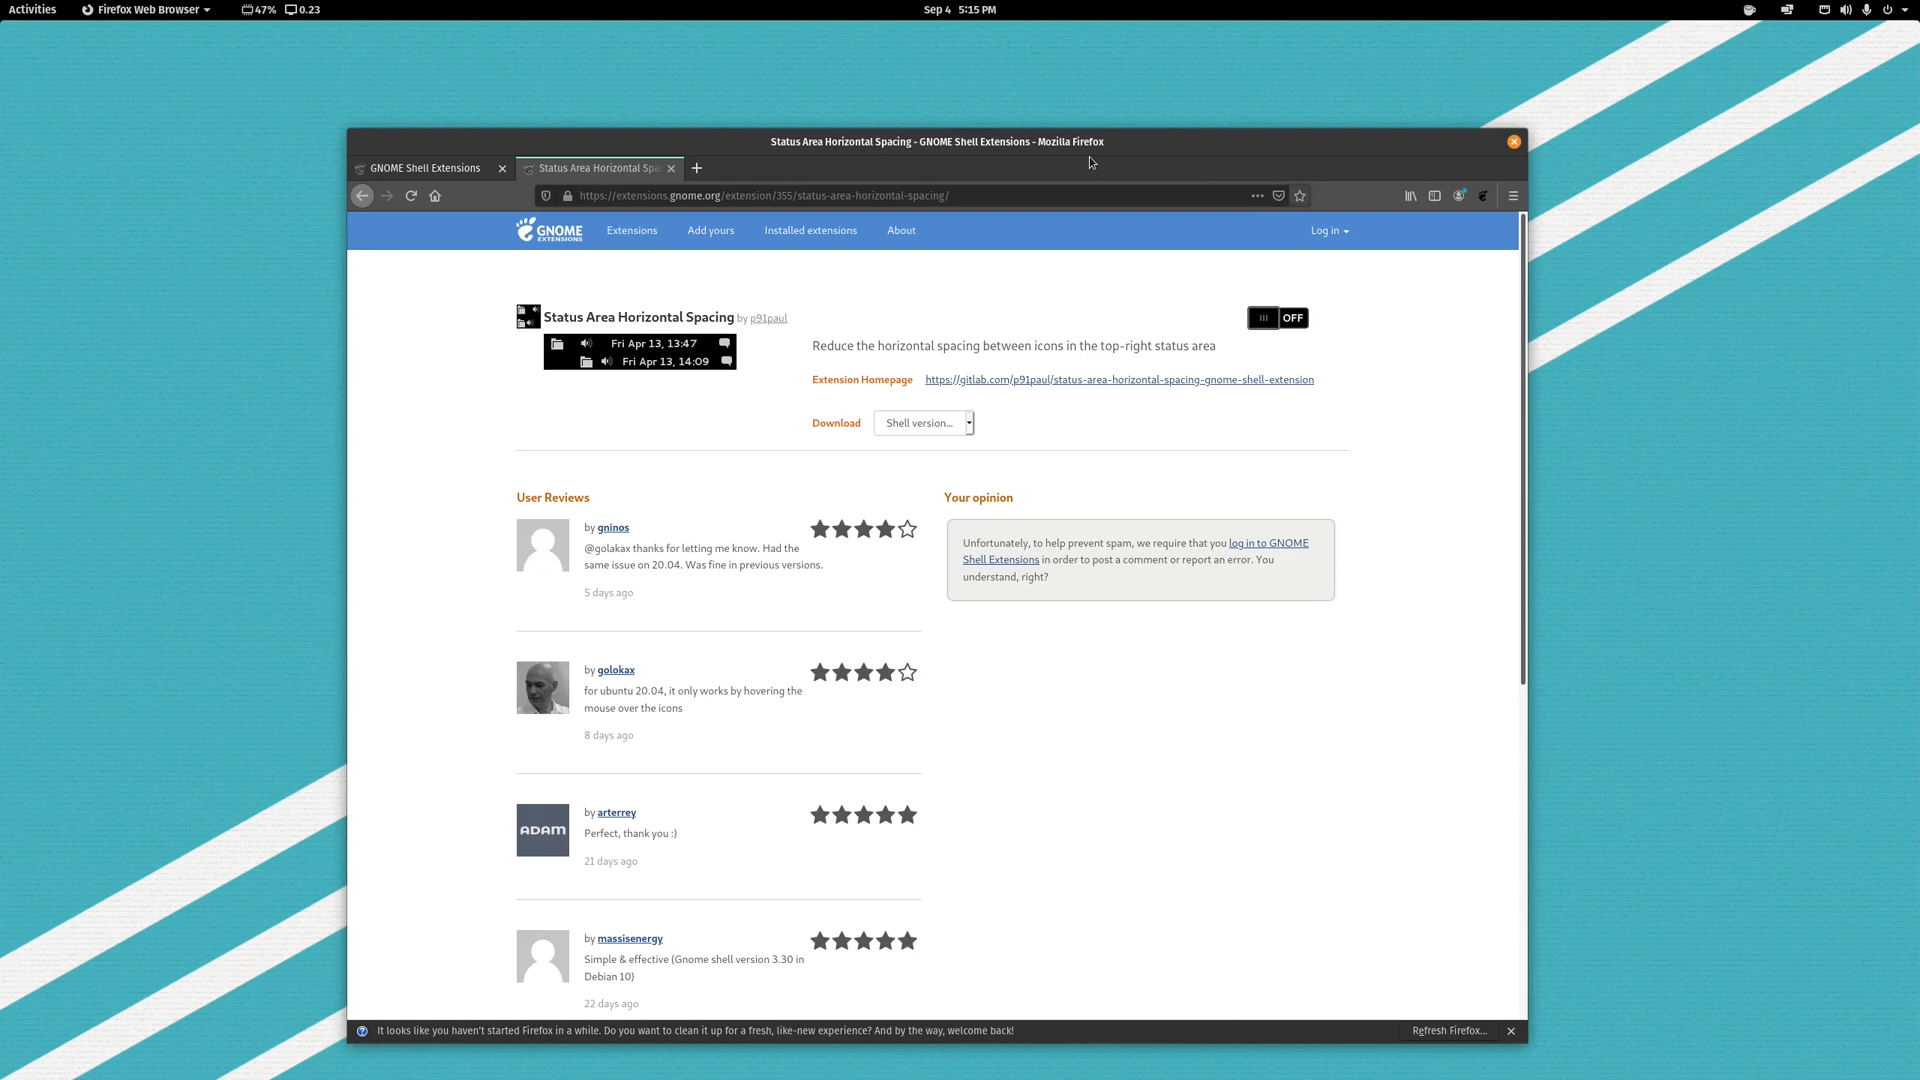 Activities
Firefox Web Browser
47%
0.23
Sep 4 5:15 PM
Status Area Horizontal Spacing - GNOME Shell Extensions - Mozilla Firefox
GNOME Shell Extensions
Status Area Horizontal Spa
https://extensions.gnome.org/extension/355/status-area-horizontal-spacing/
GNOME
EXTENSIONS
Extensions
Add yours
Installed extensions
About
Log in
Status Area Horizontal Spacing by p91paul
OFF
Fri Apr 13, 13:47
Fri Apr 13, 14:09
Reduce the horizontal spacing between icons in the top-right status area
Extension Homepage
https://gitlab.com/p91paul/status-area-horizontal-spacing-gnome-shell-extension
Download
Shell version...
User Reviews
by gninos
@golakax thanks for letting me know. Had the
same issue on 20.04. Was fine in previous versions.
5 days ago
by golokax
for ubuntu 20.04, it only works by hovering the
mouse over the icons
8 days ago
ADAM
by arterrey
Perfect, thank you :)
21 days ago
by massisenergy
Simple & effective (Gnome shell version 3.30 in
Debian 10)
22 days ago
Your opinion
Unfortunately, to help prevent spam, we require that you log in to GNOME
Shell Extensions in order to post a comment or report an error. You
understand, right?
It looks like you haven't started Firefox in a while. Do you want to clean it up for a fresh, like-new experience? And by the way, welcome back!
Refresh Firefox...